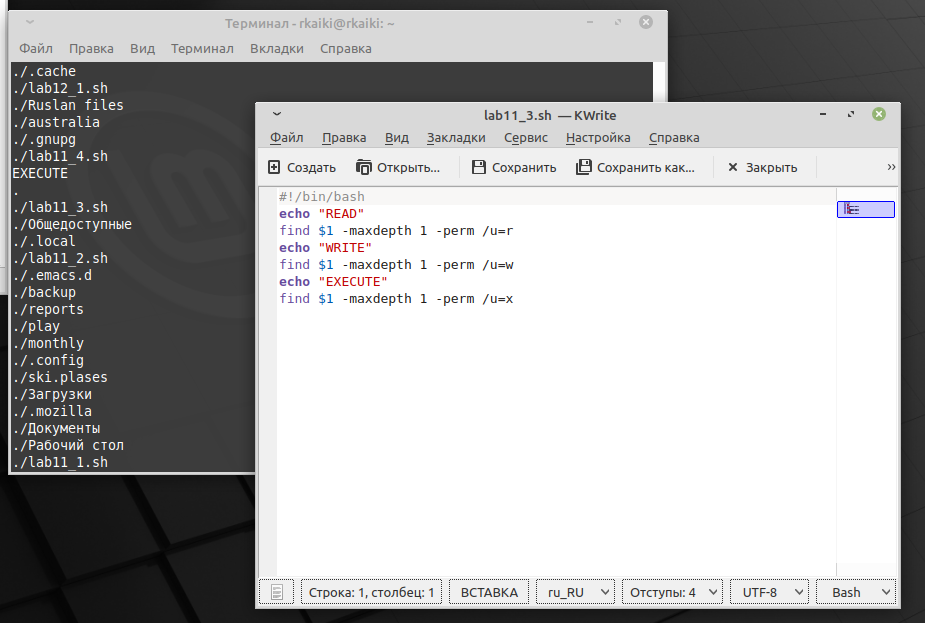 Терминал - rkaiki@rkaiki: ~
Файл Правка Вид Терминал Вкладки Справка
./.cache
./lab12_1.sh
./Ruslan files
./australia
./.gnupg
./lab11_4.sh
EXECUTE
.
./lab11_3.sh
./Общедоступные
./.local
./lab11_2.sh
./.emacs.d
./backup
./reports
./play
./monthly
./.config
./ski.plases
./Загрузки
./.mozilla
./Документы
./Рабочий стол
./lab11_1.sh
lab11_3.sh — KWrite
Файл Правка Вид Закладки Сервис Настройка Справка
Создать Открыть... Сохранить Сохранить как... Закрыть »
#!/bin/bash
echo "READ"
find $1 -maxdepth 1 -perm /u=r
echo "WRITE"
find $1 -maxdepth 1 -perm /u=w
echo "EXECUTE"
find $1 -maxdepth 1 -perm /u=x
Строка: 1, столбец: 1 ВСТАВКА ru_RU Отступы: 4 UTF-8 Bash